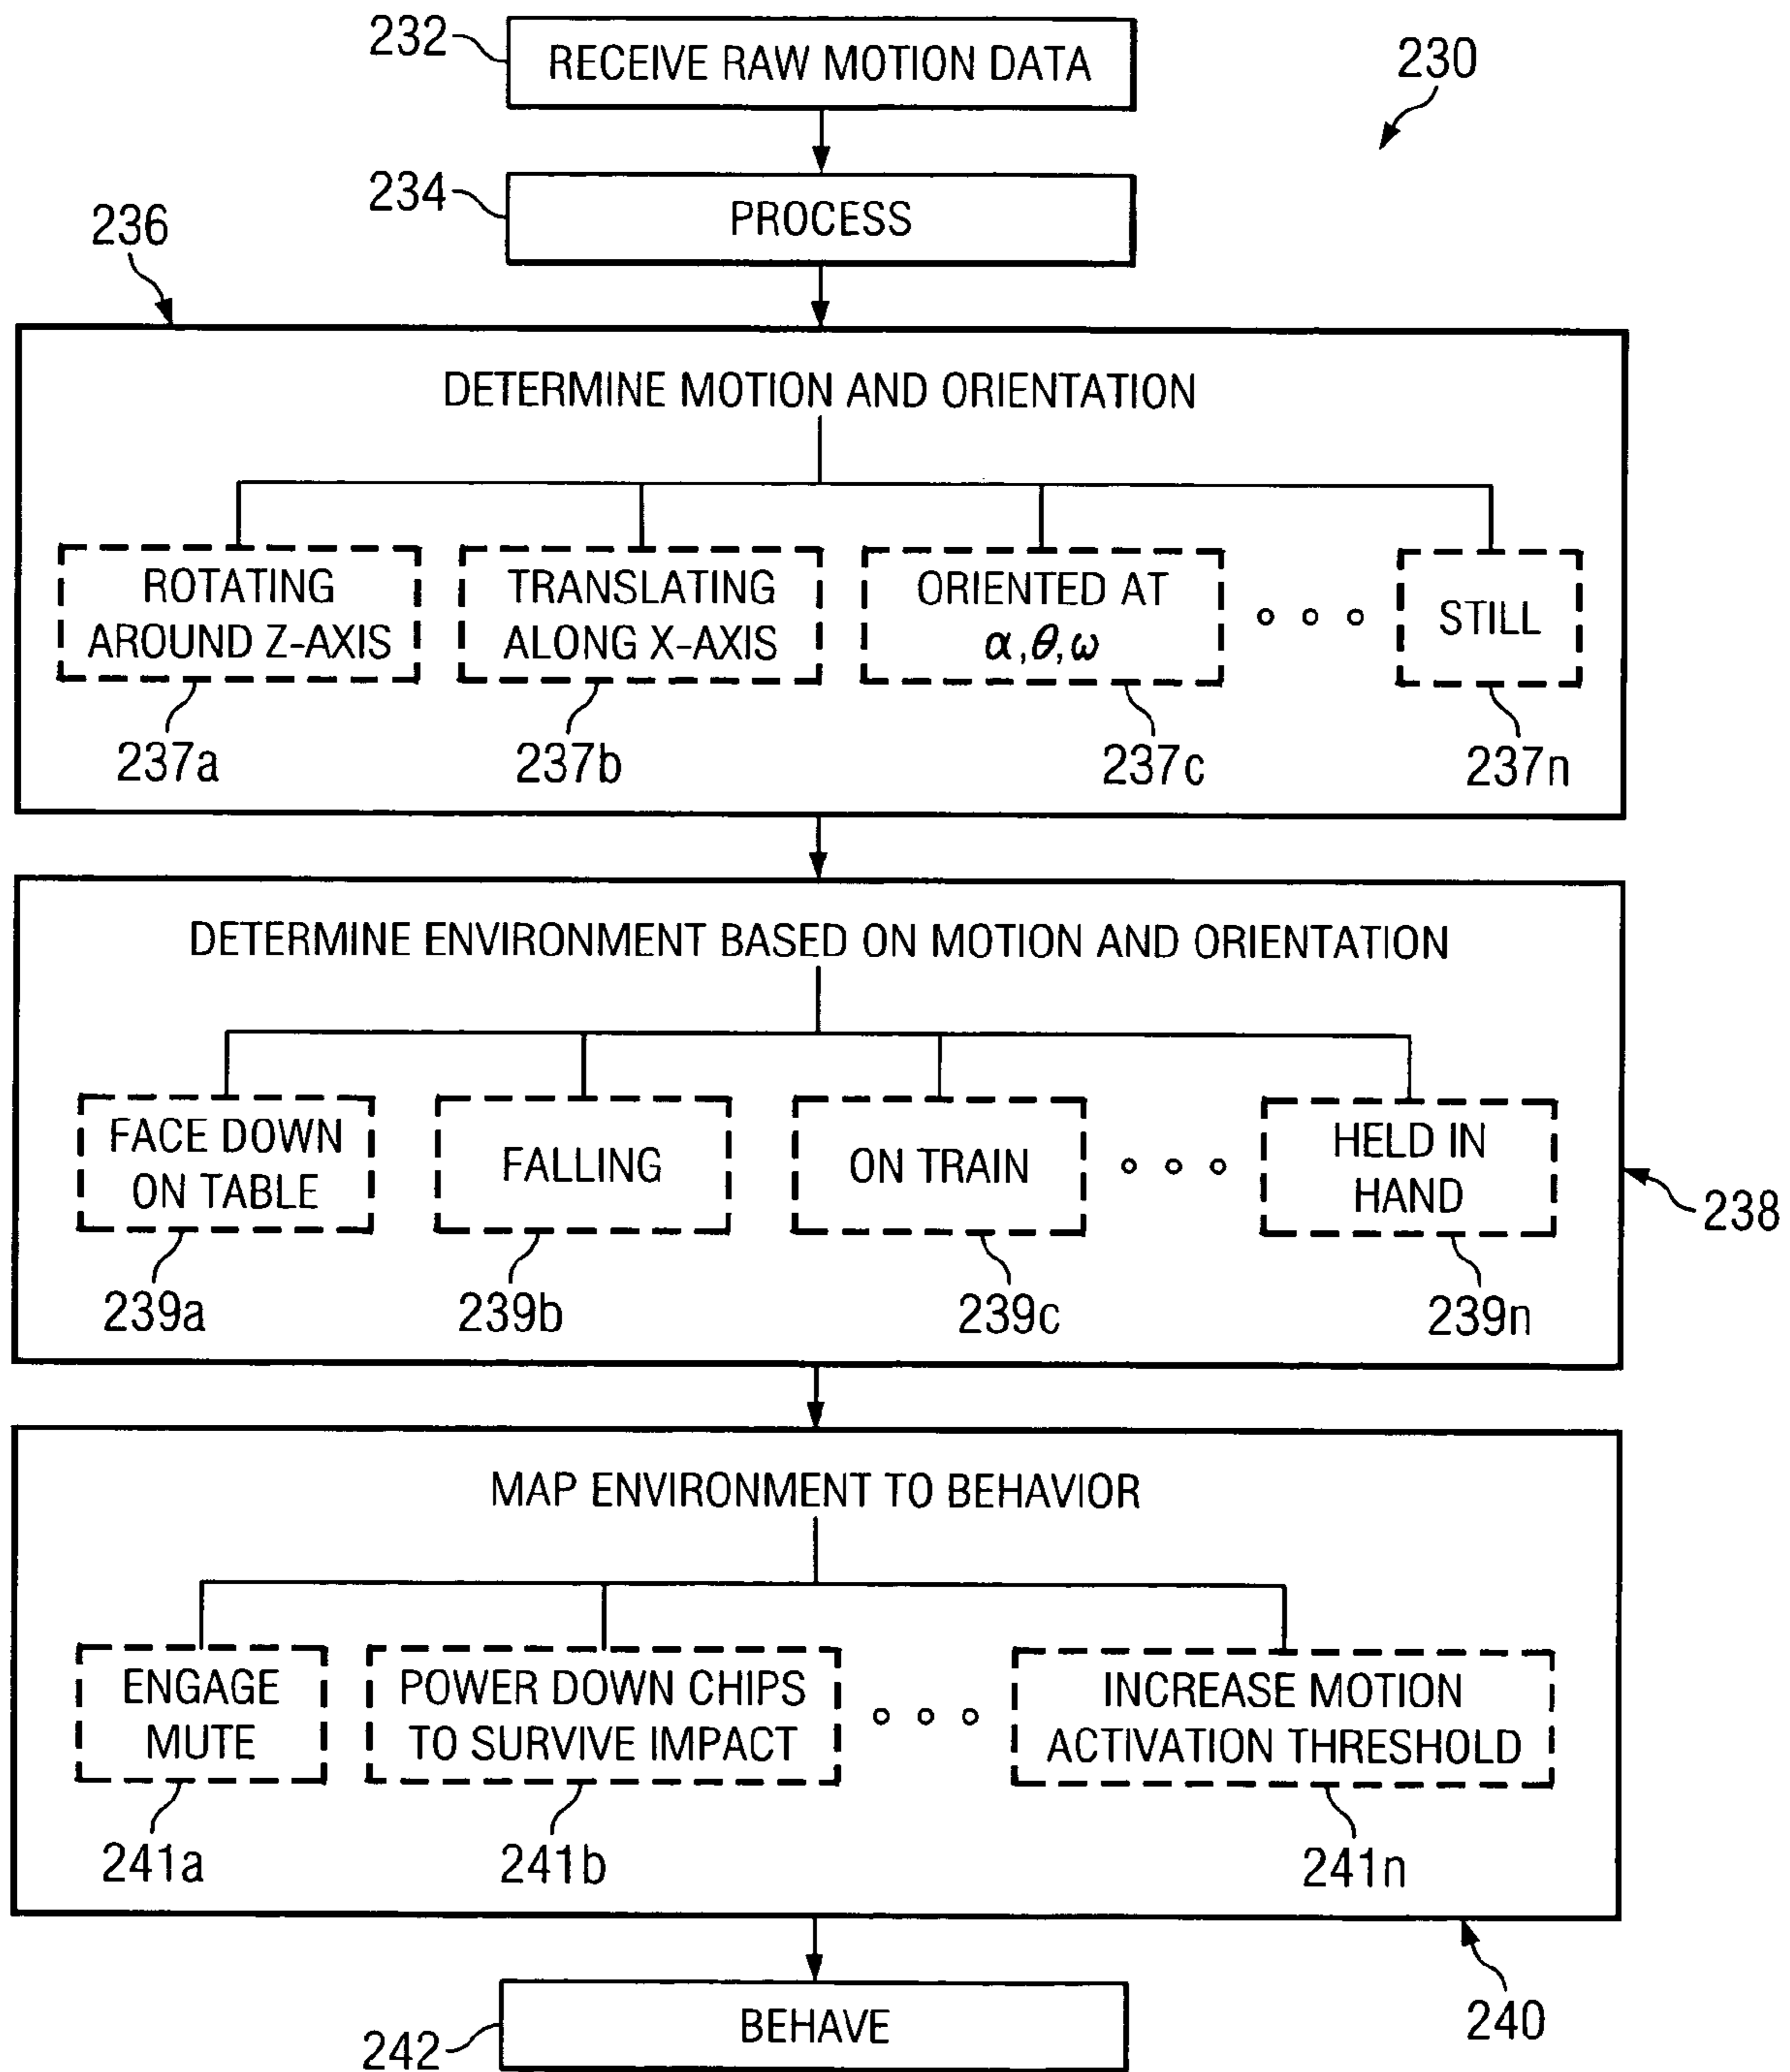 232
RECEIVE RAW MOTION DATA
230
234
PROCESS
236
DETERMINE MOTION AND ORIENTATION
ROTATING
AROUND Z-AXIS
TRANSLATING
ALONG X-AXIS
ORIENTED AT
α,θ,ω
STILL
237a
237b
237c
237n
DETERMINE ENVIRONMENT BASED ON MOTION AND ORIENTATION
FACE DOWN
ON TABLE
FALLING
ON TRAIN
HELD IN
HAND
238
239a
239b
239c
239n
MAP ENVIRONMENT TO BEHAVIOR
ENGAGE
MUTE
POWER DOWN CHIPS
TO SURVIVE IMPACT
INCREASE MOTION
ACTIVATION THRESHOLD
241a
241b
241n
240
242
BEHAVE